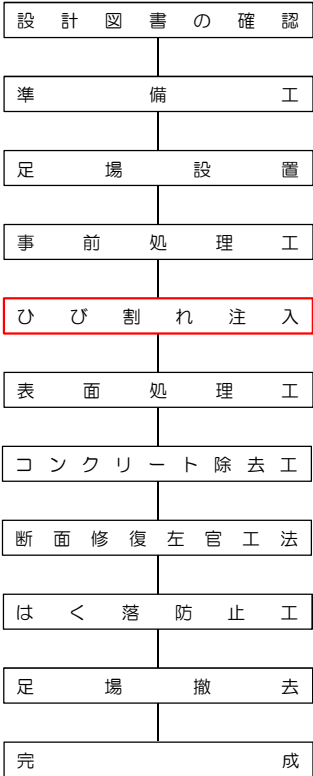 設計図書の確認
準備工
足場設置
事前処理工
ひび割れ注入
表面処理工
コンクリート除去工
断面修復左官工法
はく落防止工
足場撤去
完成